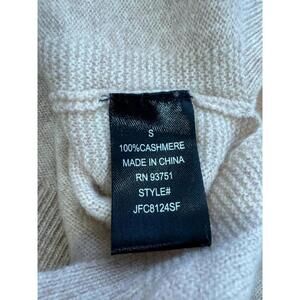 S
100%CASHMERE
MADE IN CHINA
RN 93751
STYLE#
JFC8124SF